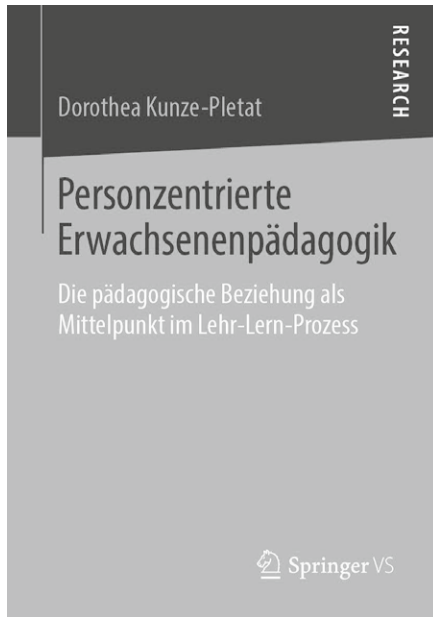 RESEARCH
Dorothea Kunze-Pletat
Personzentrierte
Erwachsenenpädagogik
Die pädagogische Beziehung als
Mittelpunkt im Lehr-Lern-Prozess
Springer VS